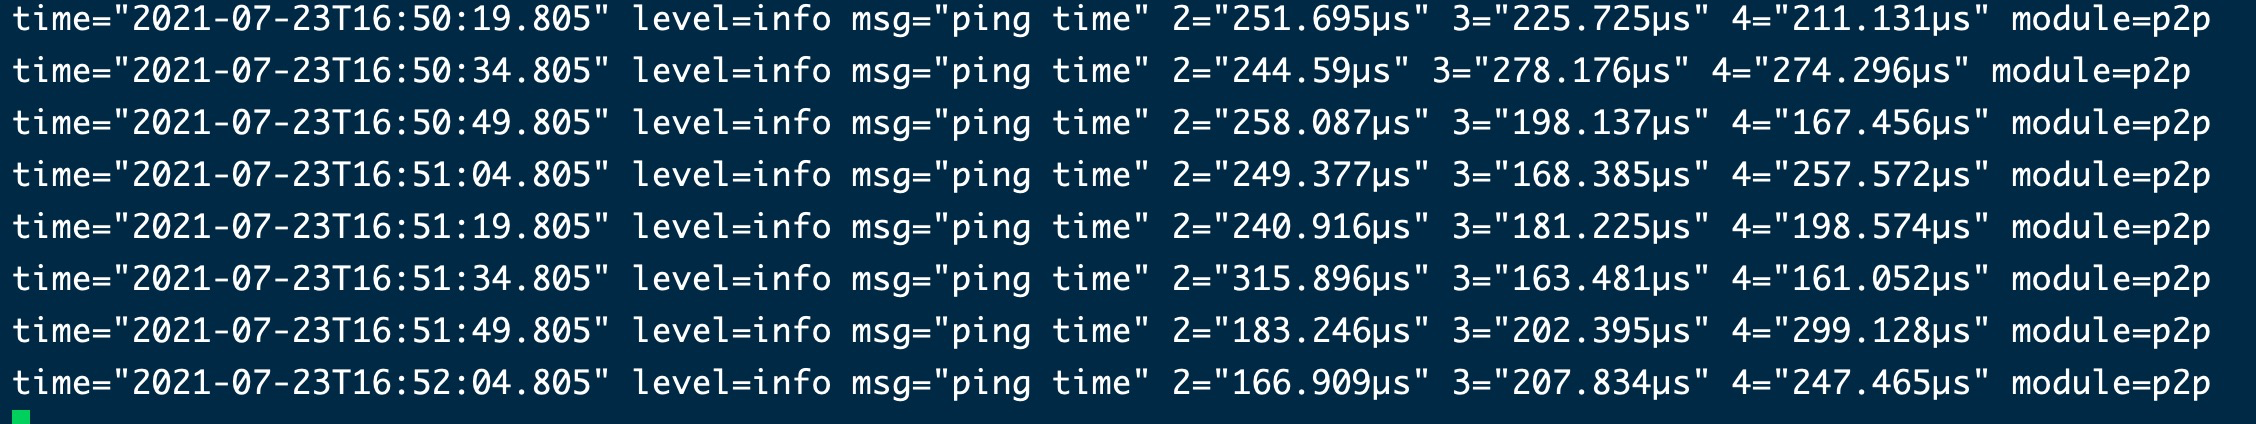 time="2021-07-23T16:50:19.805" level=info msg="ping time" 2="251.695µs" 3="225.725µs" 4="211.131µs" module=p2p
time="2021-07-23T16:50:34.805" level=info msg="ping time" 2="244.59µs" 3="278.176µs" 4="274.296µs" module=p2p
time="2021-07-23T16:50:49.805" level=info msg="ping time" 2="258.087µs" 3="198.137µs" 4="167.456µs" module=p2p
time="2021-07-23T16:51:04.805" level=info msg="ping time" 2="249.377µs" 3="168.385µs" 4="257.572µs" module=p2p
time="2021-07-23T16:51:19.805" level=info msg="ping time" 2="240.916µs" 3="181.225µs" 4="198.574µs" module=p2p
time="2021-07-23T16:51:34.805" level=info msg="ping time" 2="315.896µs" 3="163.481µs" 4="161.052µs" module=p2p
time="2021-07-23T16:51:49.805" level=info msg="ping time" 2="183.246µs" 3="202.395µs" 4="299.128µs" module=p2p
time="2021-07-23T16:52:04.805" level=info msg="ping time" 2="166.909µs" 3="207.834µs" 4="247.465µs" module=p2p